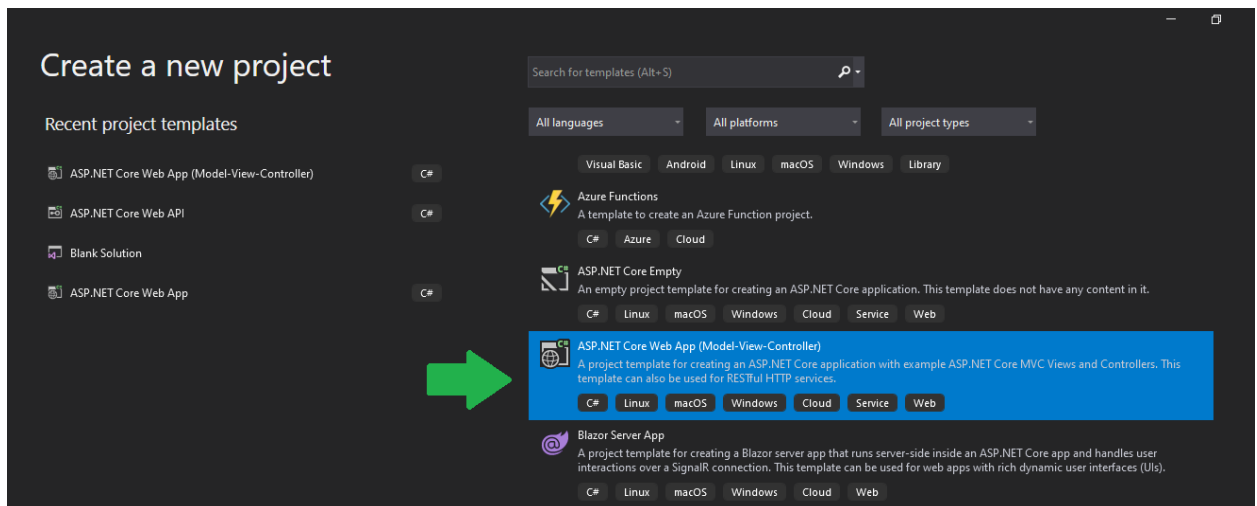 Create a new project
Recent project templates
ASP.NET Core Web App (Model-View-Controller) C#
ASP.NET Core Web API C#
Blank Solution
ASP.NET Core Web App C#
Search for templates (Alt+S)
All languages All platforms All project types
Visual Basic Android Linux macOS Windows Library
Azure Functions
A template to create an Azure Function project.
C# Azure Cloud
ASP.NET Core Empty
An empty project template for creating an ASP.NET Core application. This template does not have any content in it.
C# Linux macOS Windows Cloud Service Web
ASP.NET Core Web App (Model-View-Controller)
A project template for creating an ASP.NET Core application with example ASP.NET Core MVC Views and Controllers. This
template can also be used for RESTful HTTP services.
C# Linux macOS Windows Cloud Service Web
Blazor Server App
A project template for creating a Blazor server app that runs server-side inside an ASP.NET Core app and handles user
interactions over a SignalR connection. This template can be used for web apps with rich dynamic user interfaces (UIs).
C# Linux macOS Windows Cloud Web